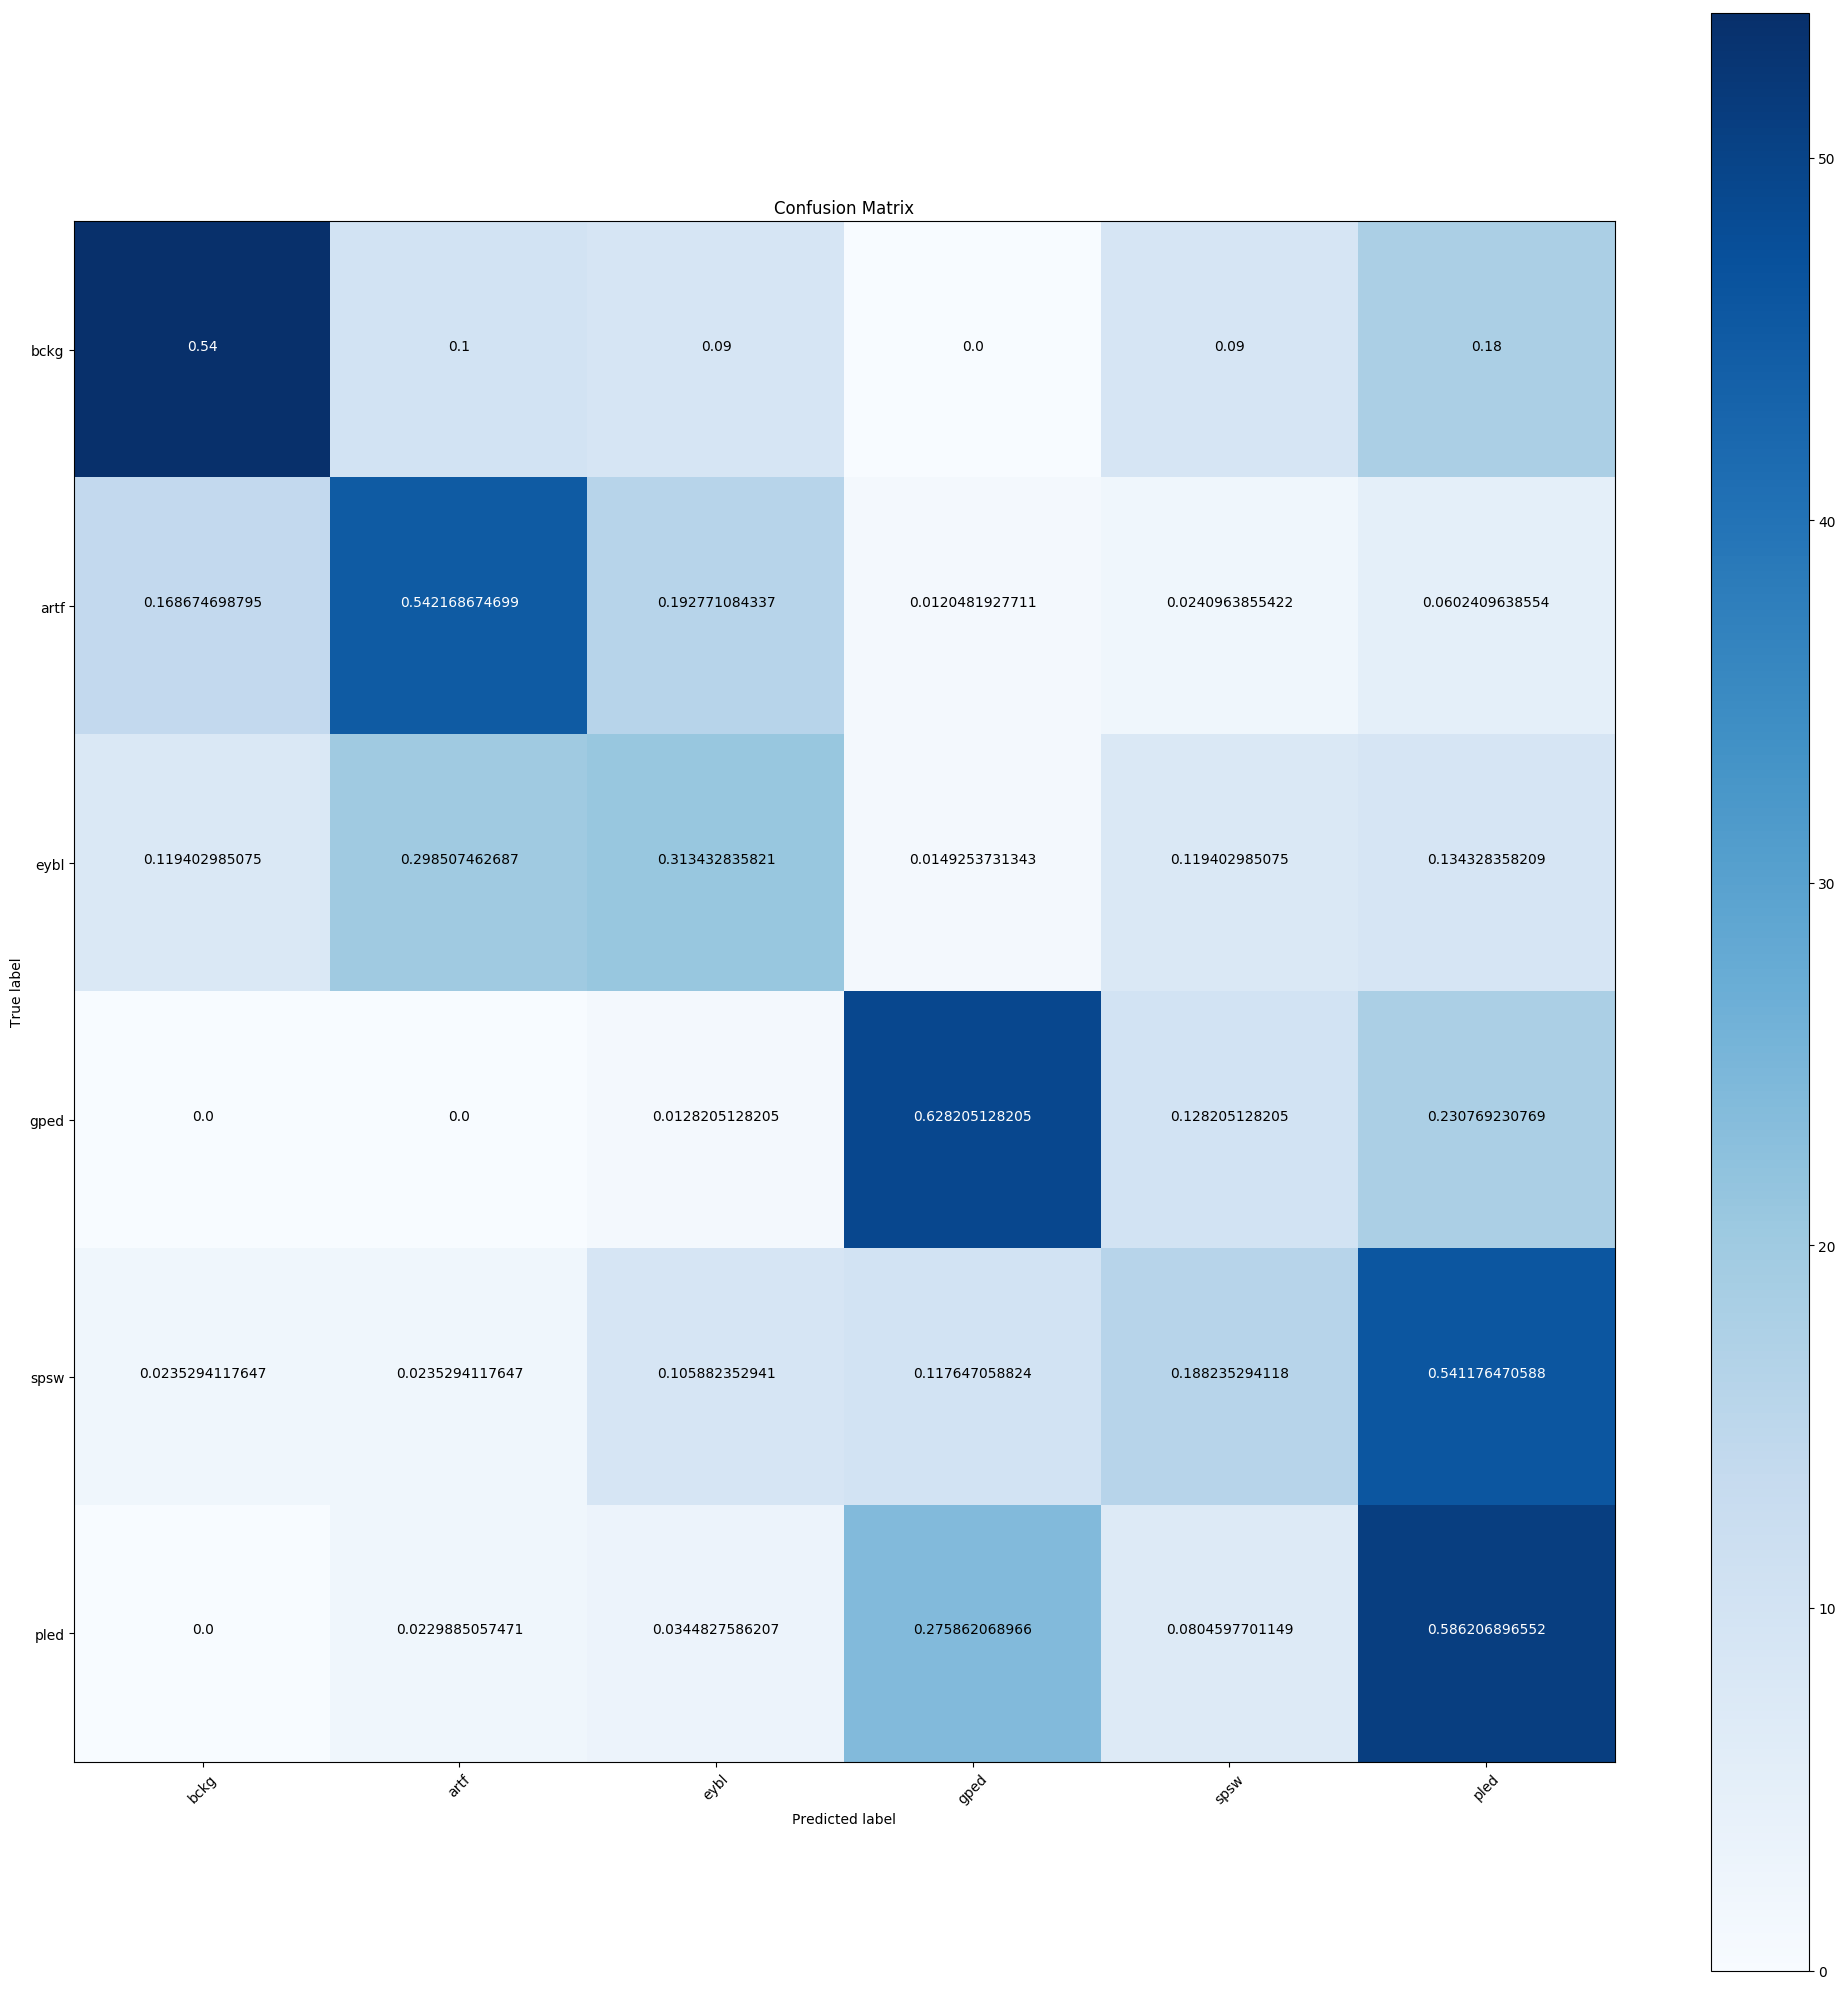 Confusion Matrix
bckg 0.54 0.1 0.09 0.0 0.09 0.18
artf 0.168674698795 0.542168674699 0.192771084337 0.0120481927711 0.0240963855422 0.0602409638554
eybl 0.119402985075 0.298507462687 0.313432835821 0.0149253731343 0.119402985075 0.134328358209
gped 0.0 0.0 0.0128205128205 0.628205128205 0.128205128205 0.230769230769
spsw 0.0235294117647 0.0235294117647 0.105882352941 0.117647058824 0.188235294118 0.541176470588
pled 0.0 0.0229885057471 0.0344827586207 0.275862068966 0.0804597701149 0.586206896552
bckg artf eybl gped spsw pled
Predicted label
True label
50
40
30
20
10
0